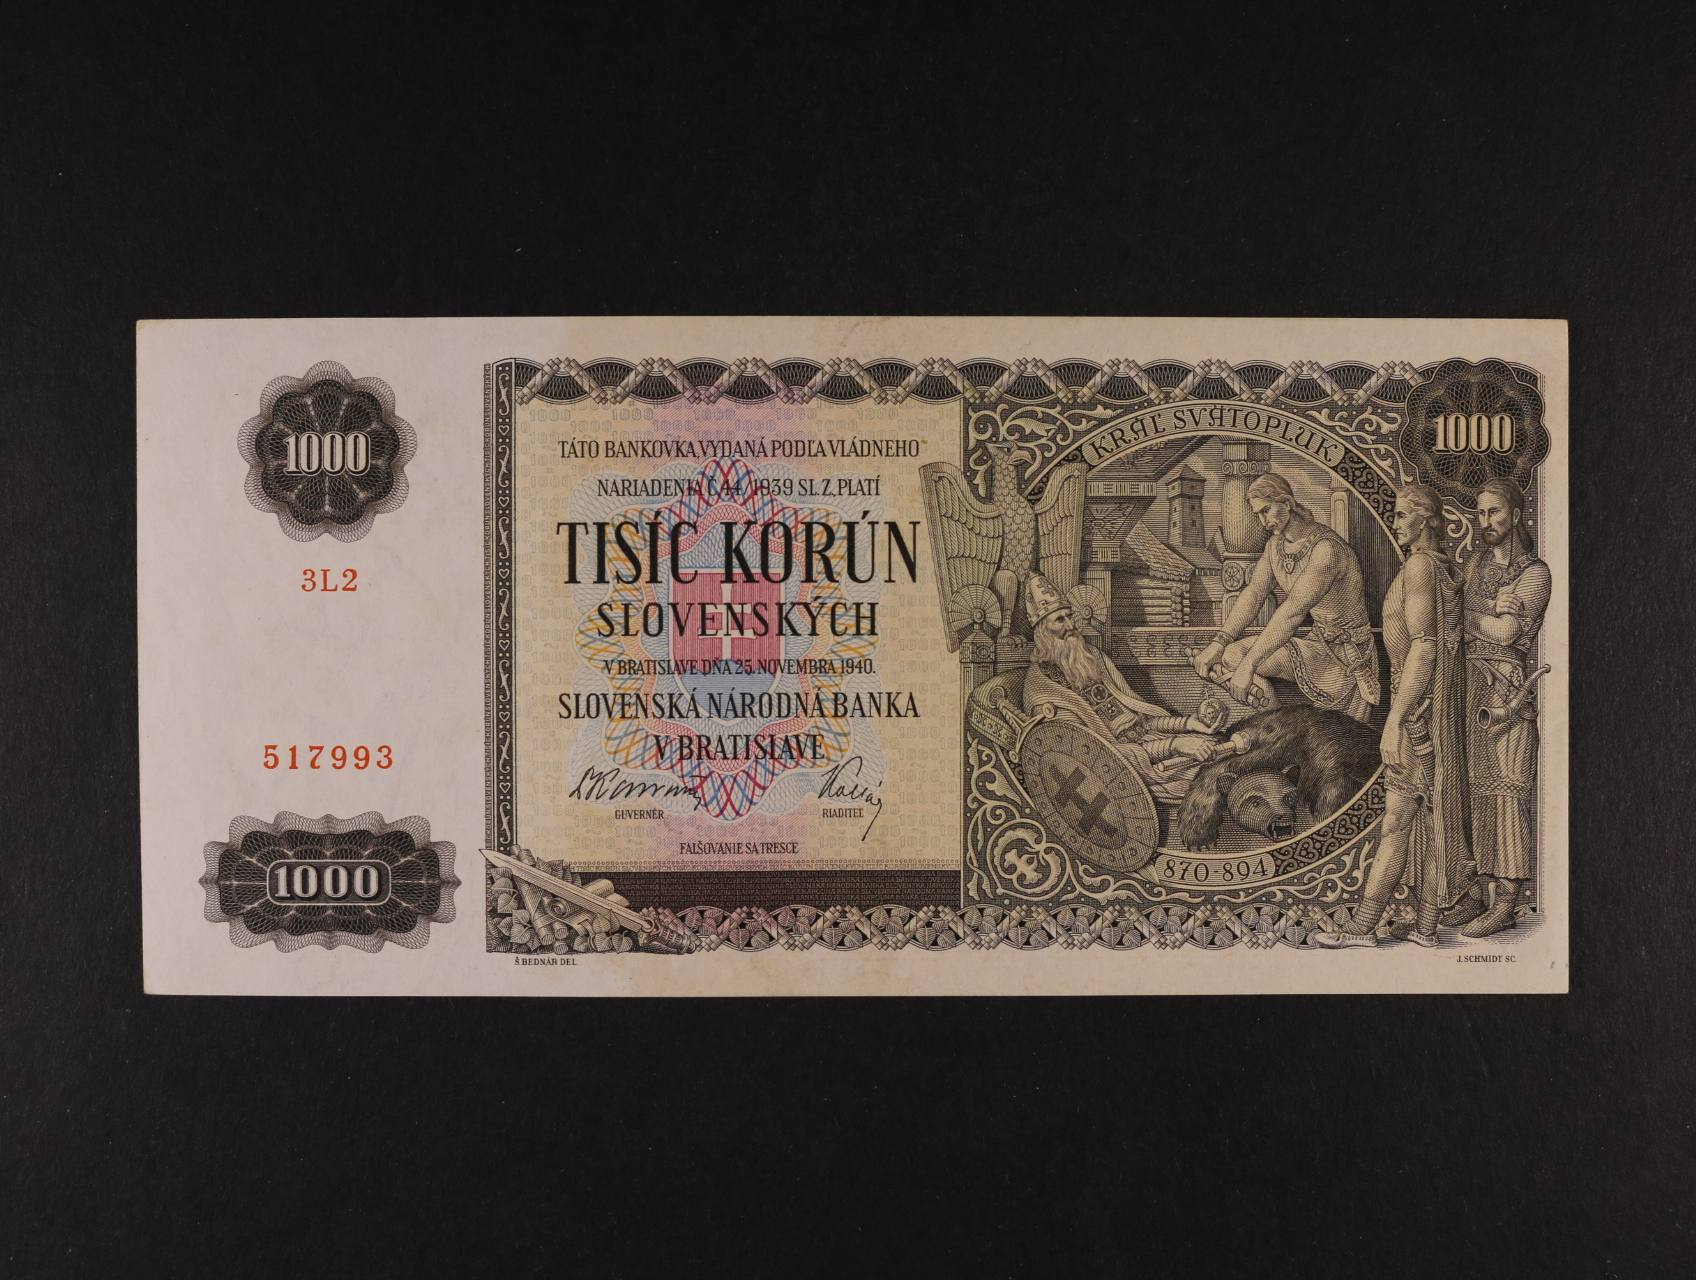 1000
3L2
517993
1000
TÁTO BANKOVKA, VYDANÁ PODĽA VLÁDNEHO
NARIADENIA Č. 44/1939 SL. Z., PLATÍ
TISÍC KORÚN
SLOVENSKÝCH
V BRATISLAVE DŇA 25. NOVEMBRA 1940.
SLOVENSKÁ NÁRODNÁ BANKA
V BRATISLAVE
GUVERNÉR
RIADITEĽ
FALŠOVANIE SA TRESCE
Š. BEDNÁR DEL.
KRÁĽ SVÄTOPLUK
1000
870-894
J. SCHMIDT SC.